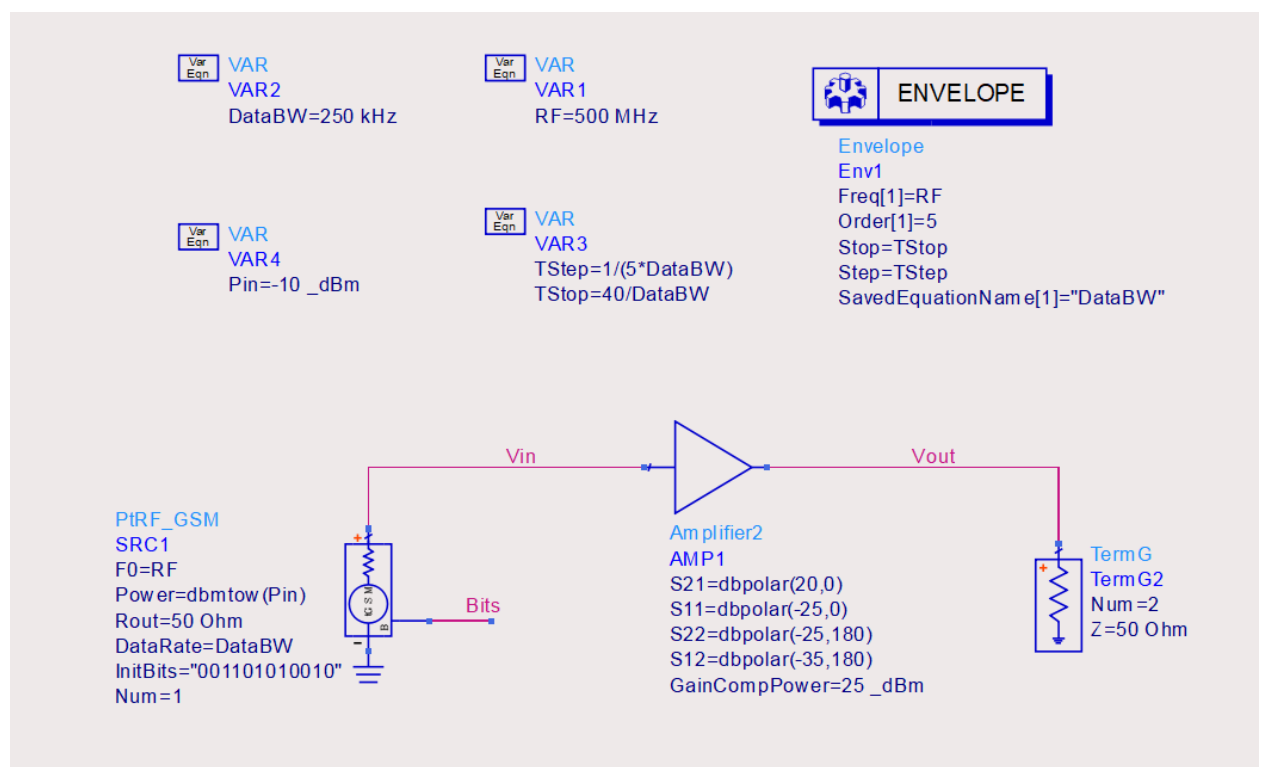 Var
Eqn
VAR
VAR2
DataBW=250 kHz
Var
Eqn
VAR
VAR1
RF=500 MHz
ENVELOPE
Envelope
Env1
Freq[1]=RF
Order[1]=5
Stop=TStop
Step=TStep
SavedEquationName[1]="DataBW"
Var
Eqn
VAR
VAR4
Pin=-10 _dBm
Var
Eqn
VAR
VAR3
TStep=1/(5*DataBW)
TStop=40/DataBW
Vin
Vout
PtRF_GSM
SRC1
F0=RF
Power=dbmtow(Pin)
Rout=50 Ohm
DataRate=DataBW
InitBits="001101010010"
Num=1
+
GSM
B
-
Bits
Amplifier2
AMP1
S21=dbpolar(20,0)
S11=dbpolar(-25,0)
S22=dbpolar(-25,180)
S12=dbpolar(-35,180)
GainCompPower=25 _dBm
+
TermG
TermG2
Num=2
Z=50 Ohm